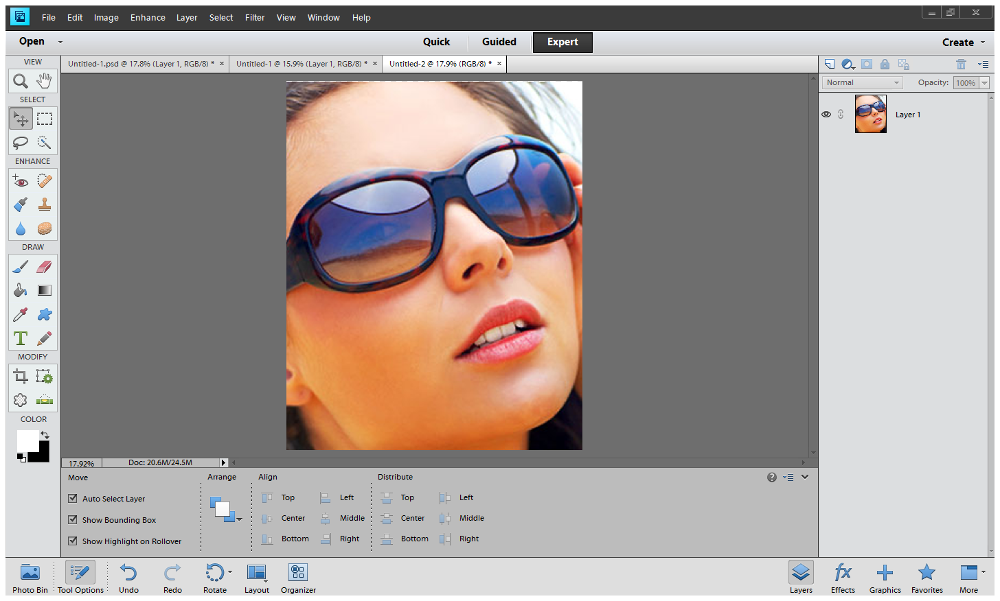 File Edit Image Enhance Layer Select Filter View Window Help
Open Quick Guided Expert Create
VIEW
Untitled-1.psd @ 17.8% (Layer 1, RGB/8) * × Untitled-1 @ 15.9% (Layer 1, RGB/8) * × Untitled-2 @ 17.9% (RGB/8) * ×
Normal Opacity: 100%
SELECT
Layer 1
ENHANCE
DRAW
T
MODIFY
COLOR
17.92% Doc: 20.6M/24.5M
Move Arrange Align Distribute
Auto Select Layer Top Left Top Left
Show Bounding Box Center Middle Center Middle
Show Highlight on Rollover Bottom Right Bottom Right
fx
Photo Bin Tool Options Undo Redo Rotate Layout Organizer Layers Effects Graphics Favorites More